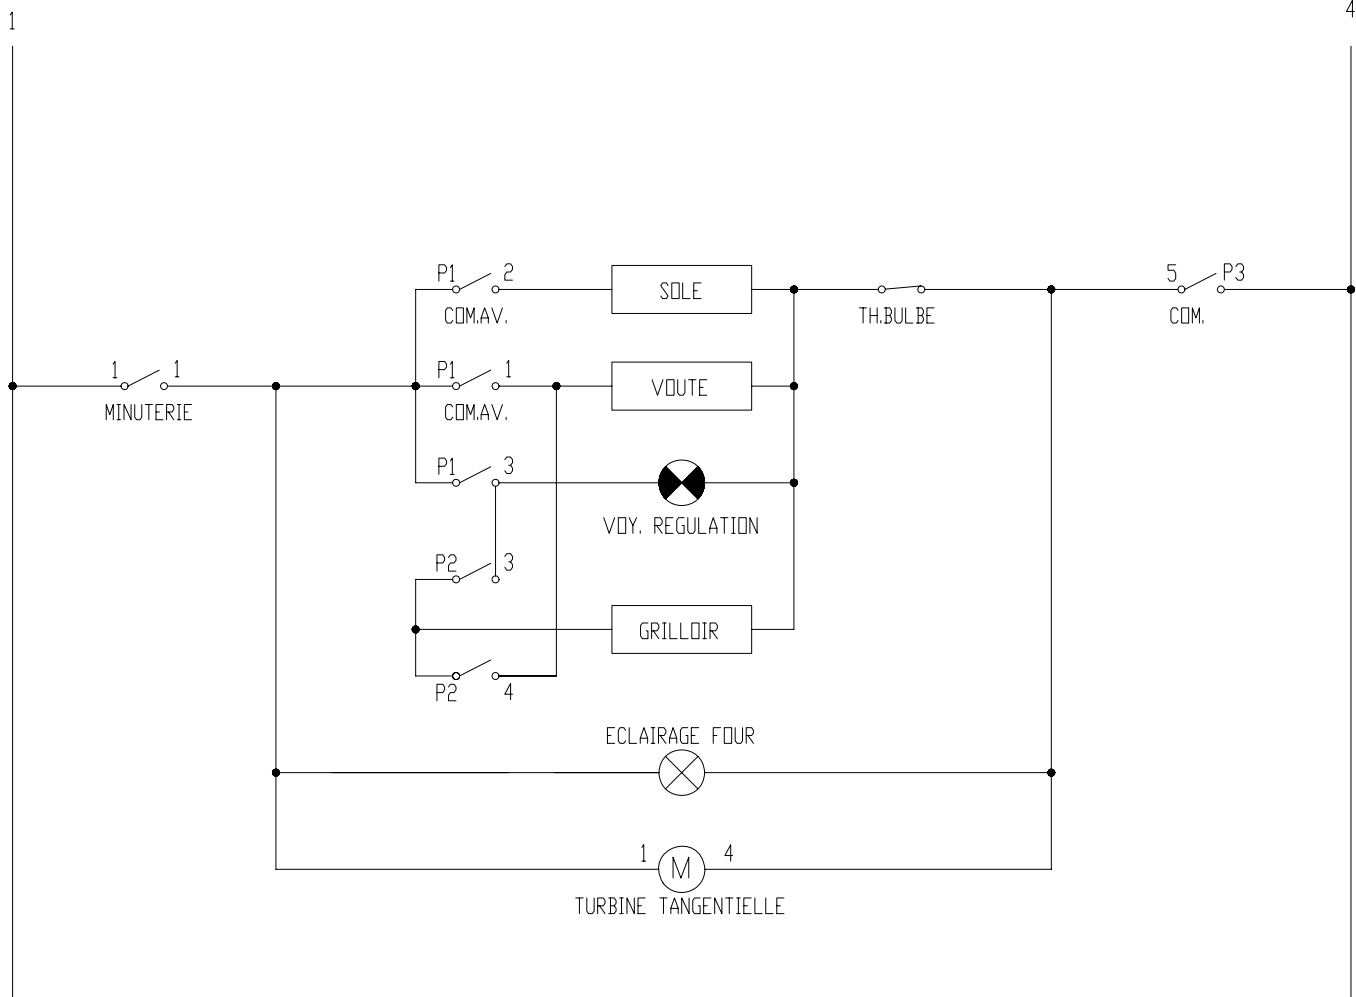 1
4
P1 2
SOLE
5 P3
COM.AV.
TH.BULBE
COM.
1 1
P1 1
VOUTE
MINUTERIE
COM.AV.
P1 3
VOY. REGULATION
P2 3
GRILLOIR
P2 4
ECLAIRAGE FOUR
1 M 4
TURBINE TANGENTIELLE